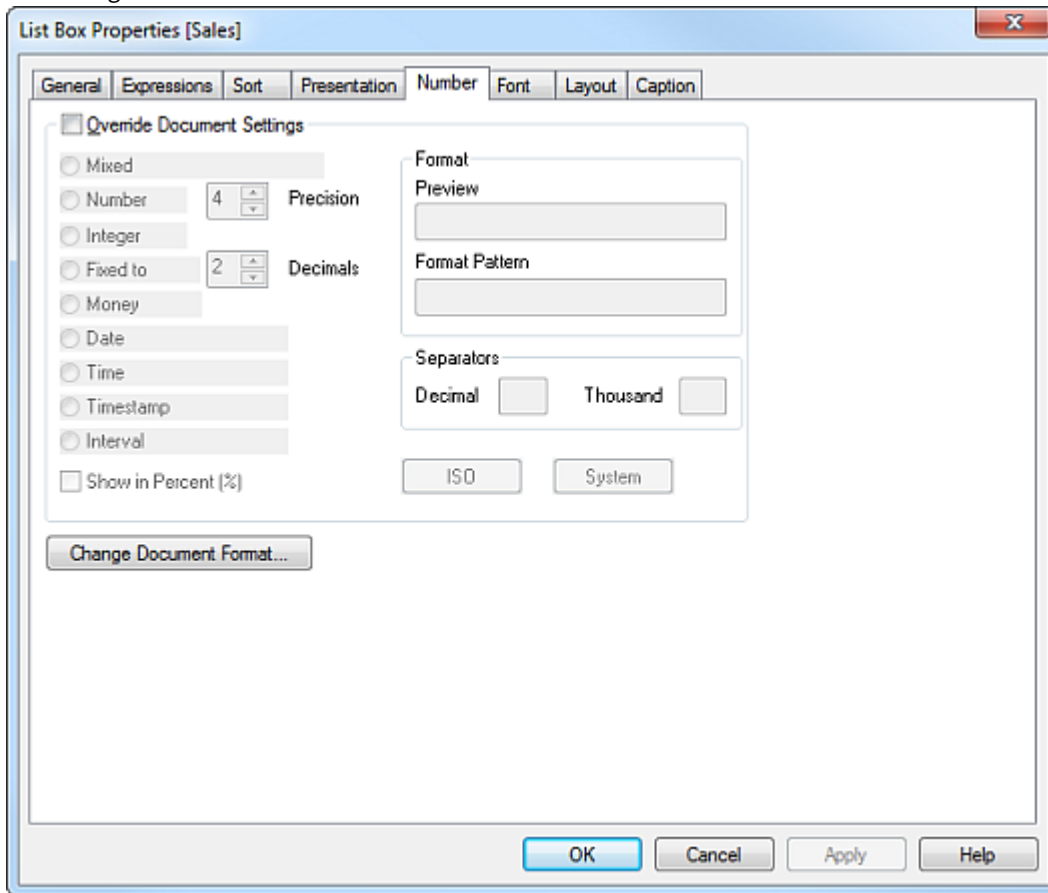 List Box Properties [Sales]
x
General Expressions Sort Presentation Number Font Layout Caption
Override Document Settings
Mixed
Number 4 Precision
Integer
Fixed to 2 Decimals
Money
Date
Time
Timestamp
Interval
Show in Percent (%)
Format
Preview
Format Pattern
Separators
Decimal Thousand
ISO System
Change Document Format...
OK Cancel Apply Help